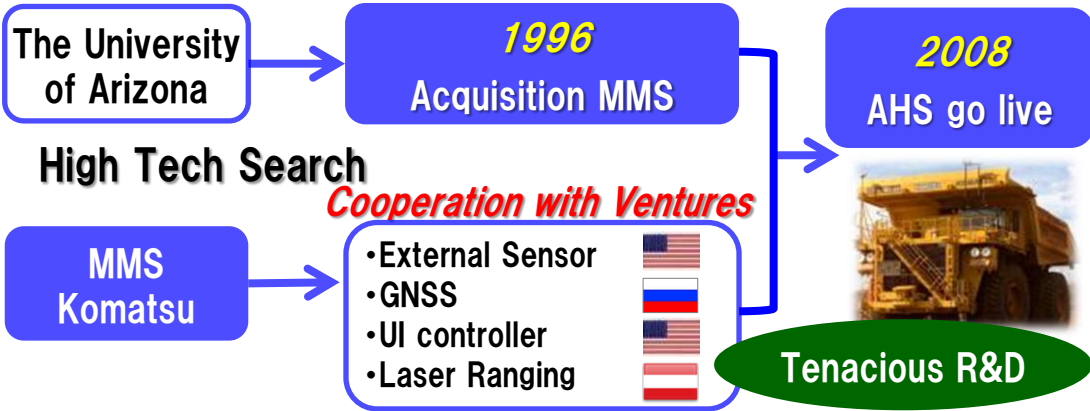 The University
of Arizona
1996
Acquisition MMS
2008
AHS go live
High Tech Search
Cooperation with Ventures
MMS
Komatsu
・External Sensor
・GNSS
・UI controller
・Laser Ranging
Tenacious R&D